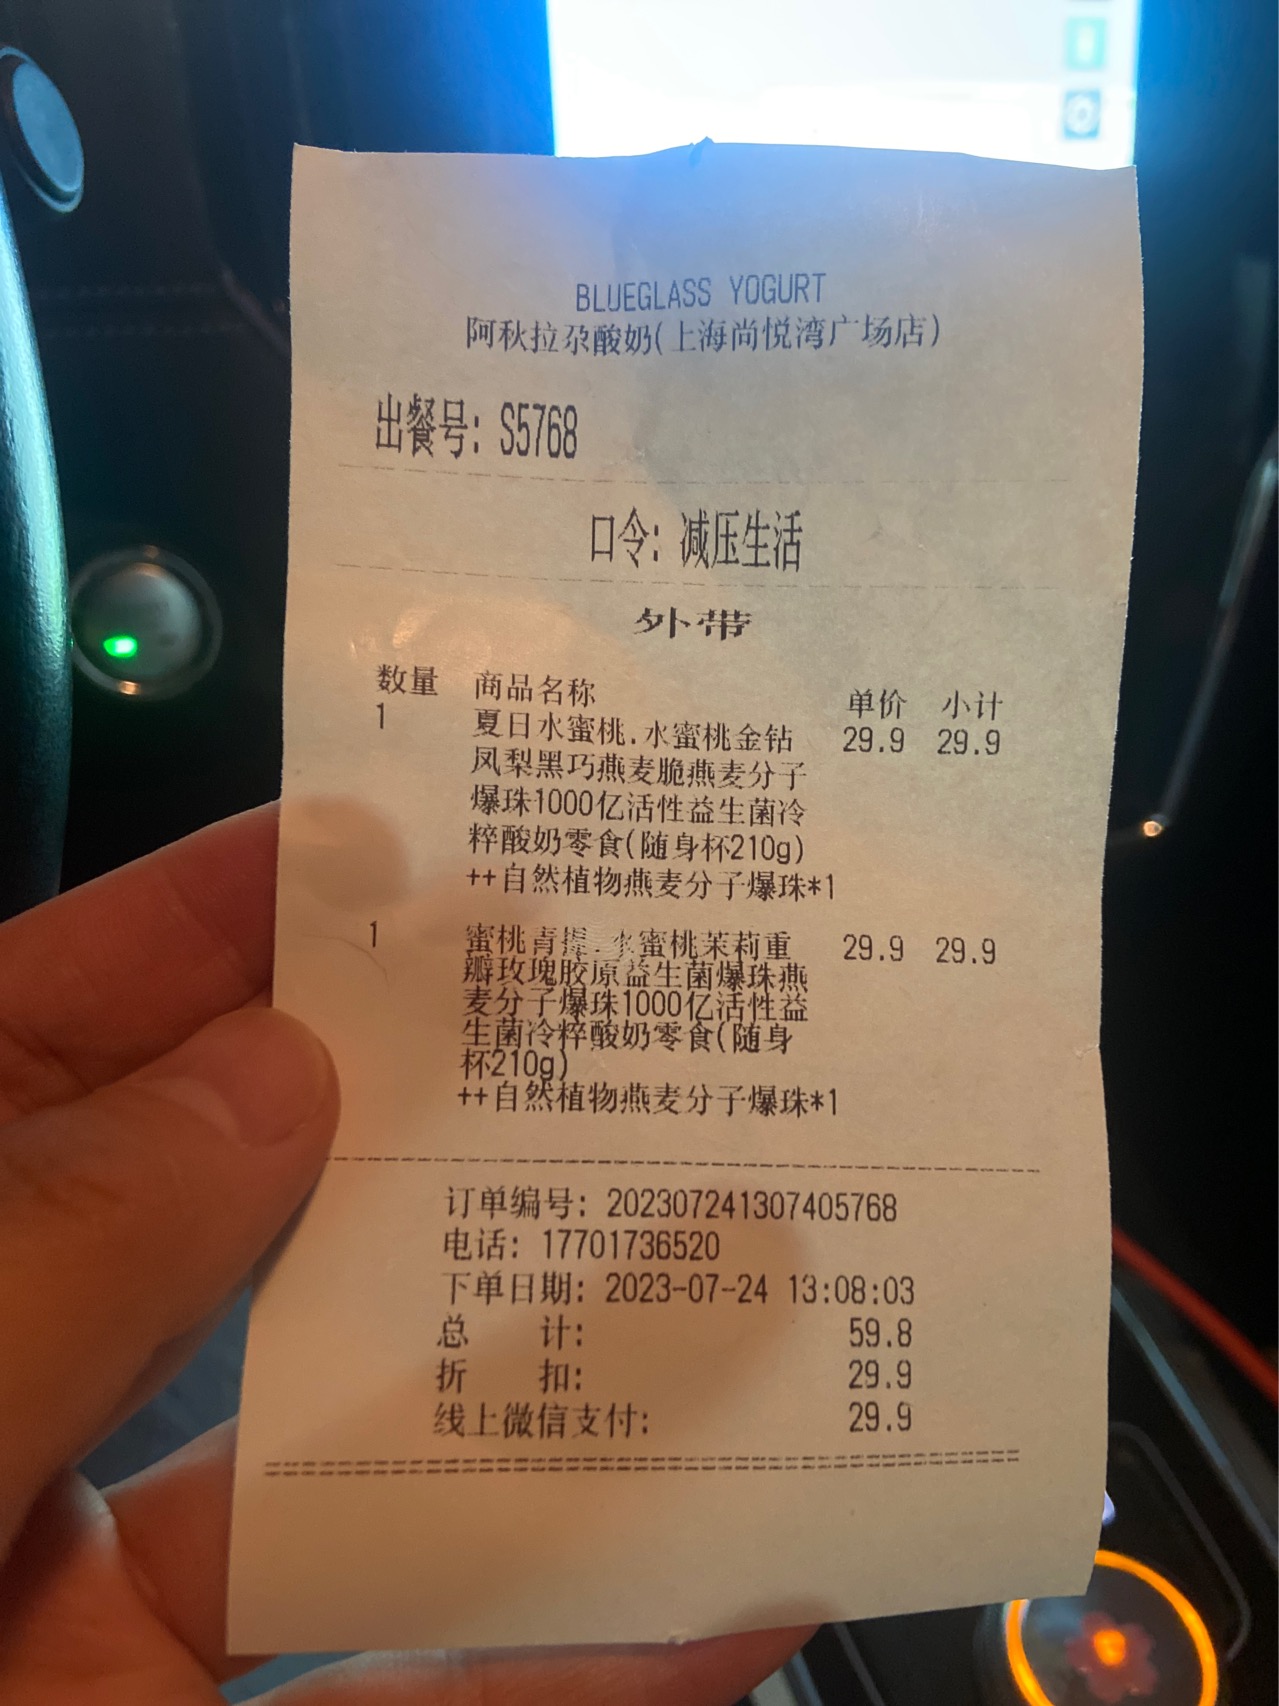 BLUEGLASS YOGURT
阿秋拉尕酸奶(上海尚悦湾广场店)
出餐号: S5768
口令: 减压生活
外带
数量 商品名称 单价 小计
1 夏日水蜜桃.水蜜桃金钻 29.9 29.9
凤梨黑巧燕麦脆燕麦分子
爆珠1000亿活性益生菌冷
粹酸奶零食(随身杯210g)
++自然植物燕麦分子爆珠*1
1 蜜桃青提.水蜜桃茉莉重 29.9 29.9
瓣玫瑰胶原益生菌爆珠燕
麦分子爆珠1000亿活性益
生菌冷粹酸奶零食(随身
杯210g)
++自然植物燕麦分子爆珠*1
订单编号: 202307241307405768
电话: 17701736520
下单日期: 2023-07-24 13:08:03
总 计: 59.8
折 扣: 29.9
线上微信支付: 29.9